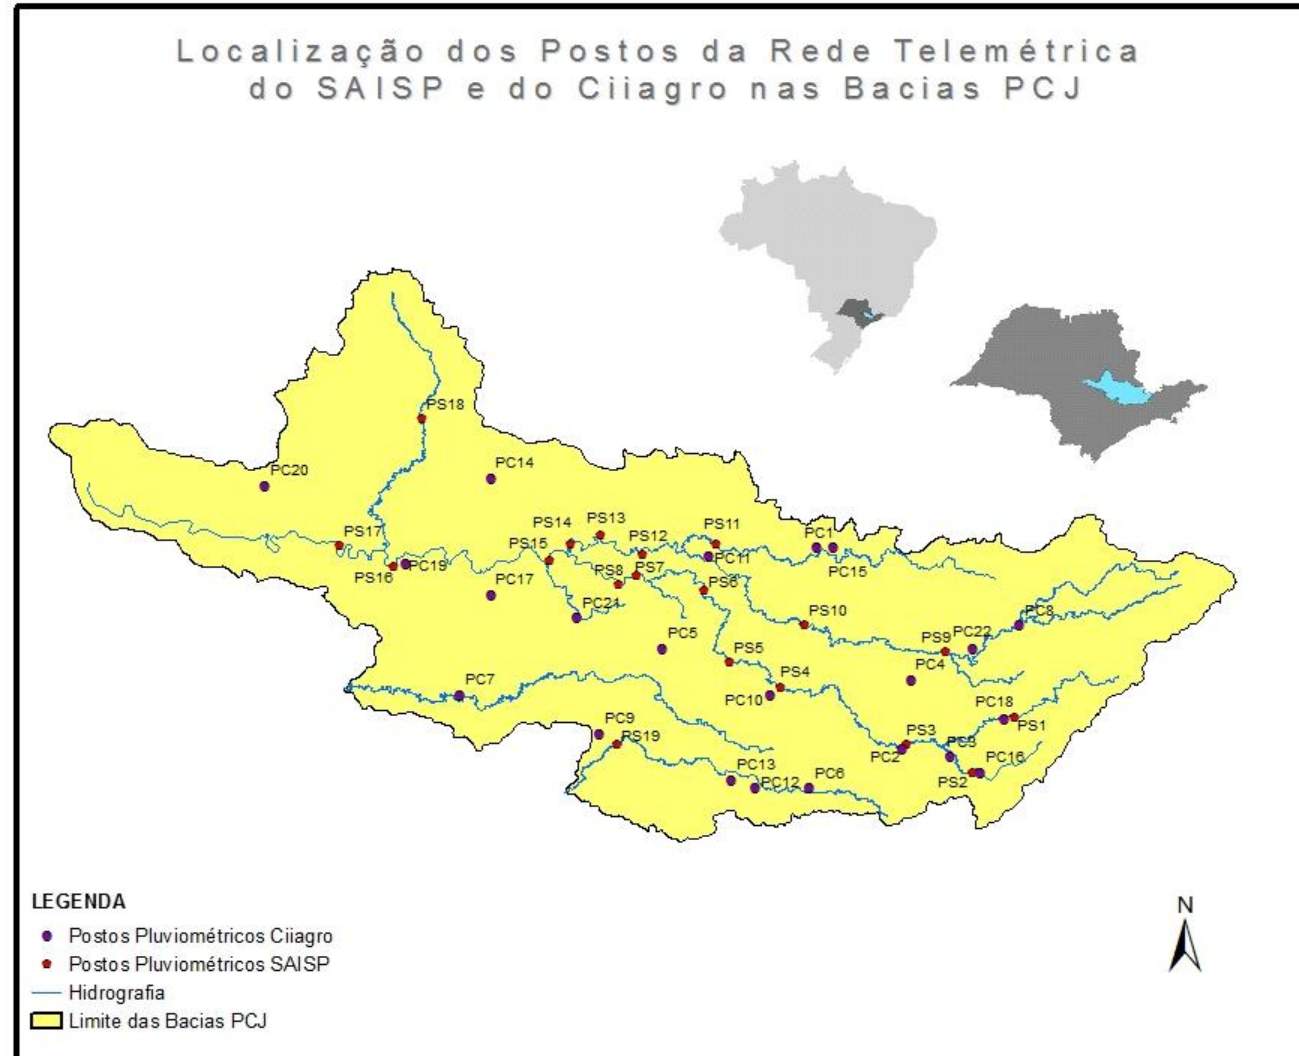 Localização dos Postos da Rede Telemétrica
do SAISP e do Ciiagro nas Bacias PCJ
PS18
PC20
PC14
PS17
PS14
PS13
PS12
PS11
PC1
PS15
PC11
PC15
PS16
PC19
PC17
PS8
PS7
PS6
PC21
PS10
PC8
PC5
PS5
PS9
PC22
PS4
PC4
PC7
PC10
PC18
PS1
PC9
PS19
PS3
PC2
PC3
PC13
PC12
PC6
PS2
PC16
LEGENDA
Postos Pluviométricos Ciiagro
Postos Pluviométricos SAISP
Hidrografia
Limite das Bacias PCJ
N